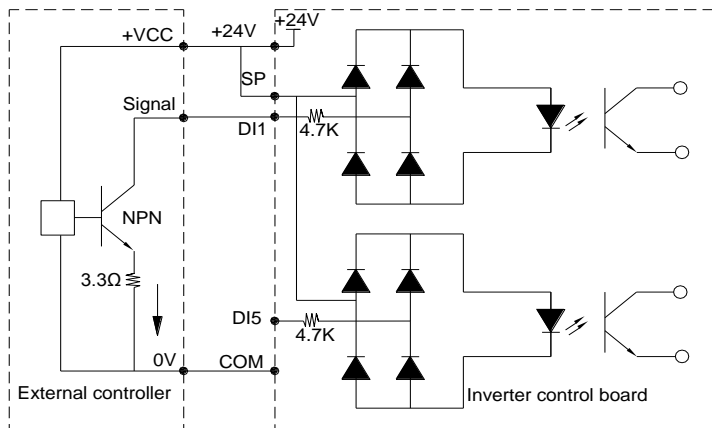 +24V
+VCC +24V
SP
Signal DI1 4.7K
NPN
3.3Ω
DI5 4.7K
0V COM
External controller Inverter control board